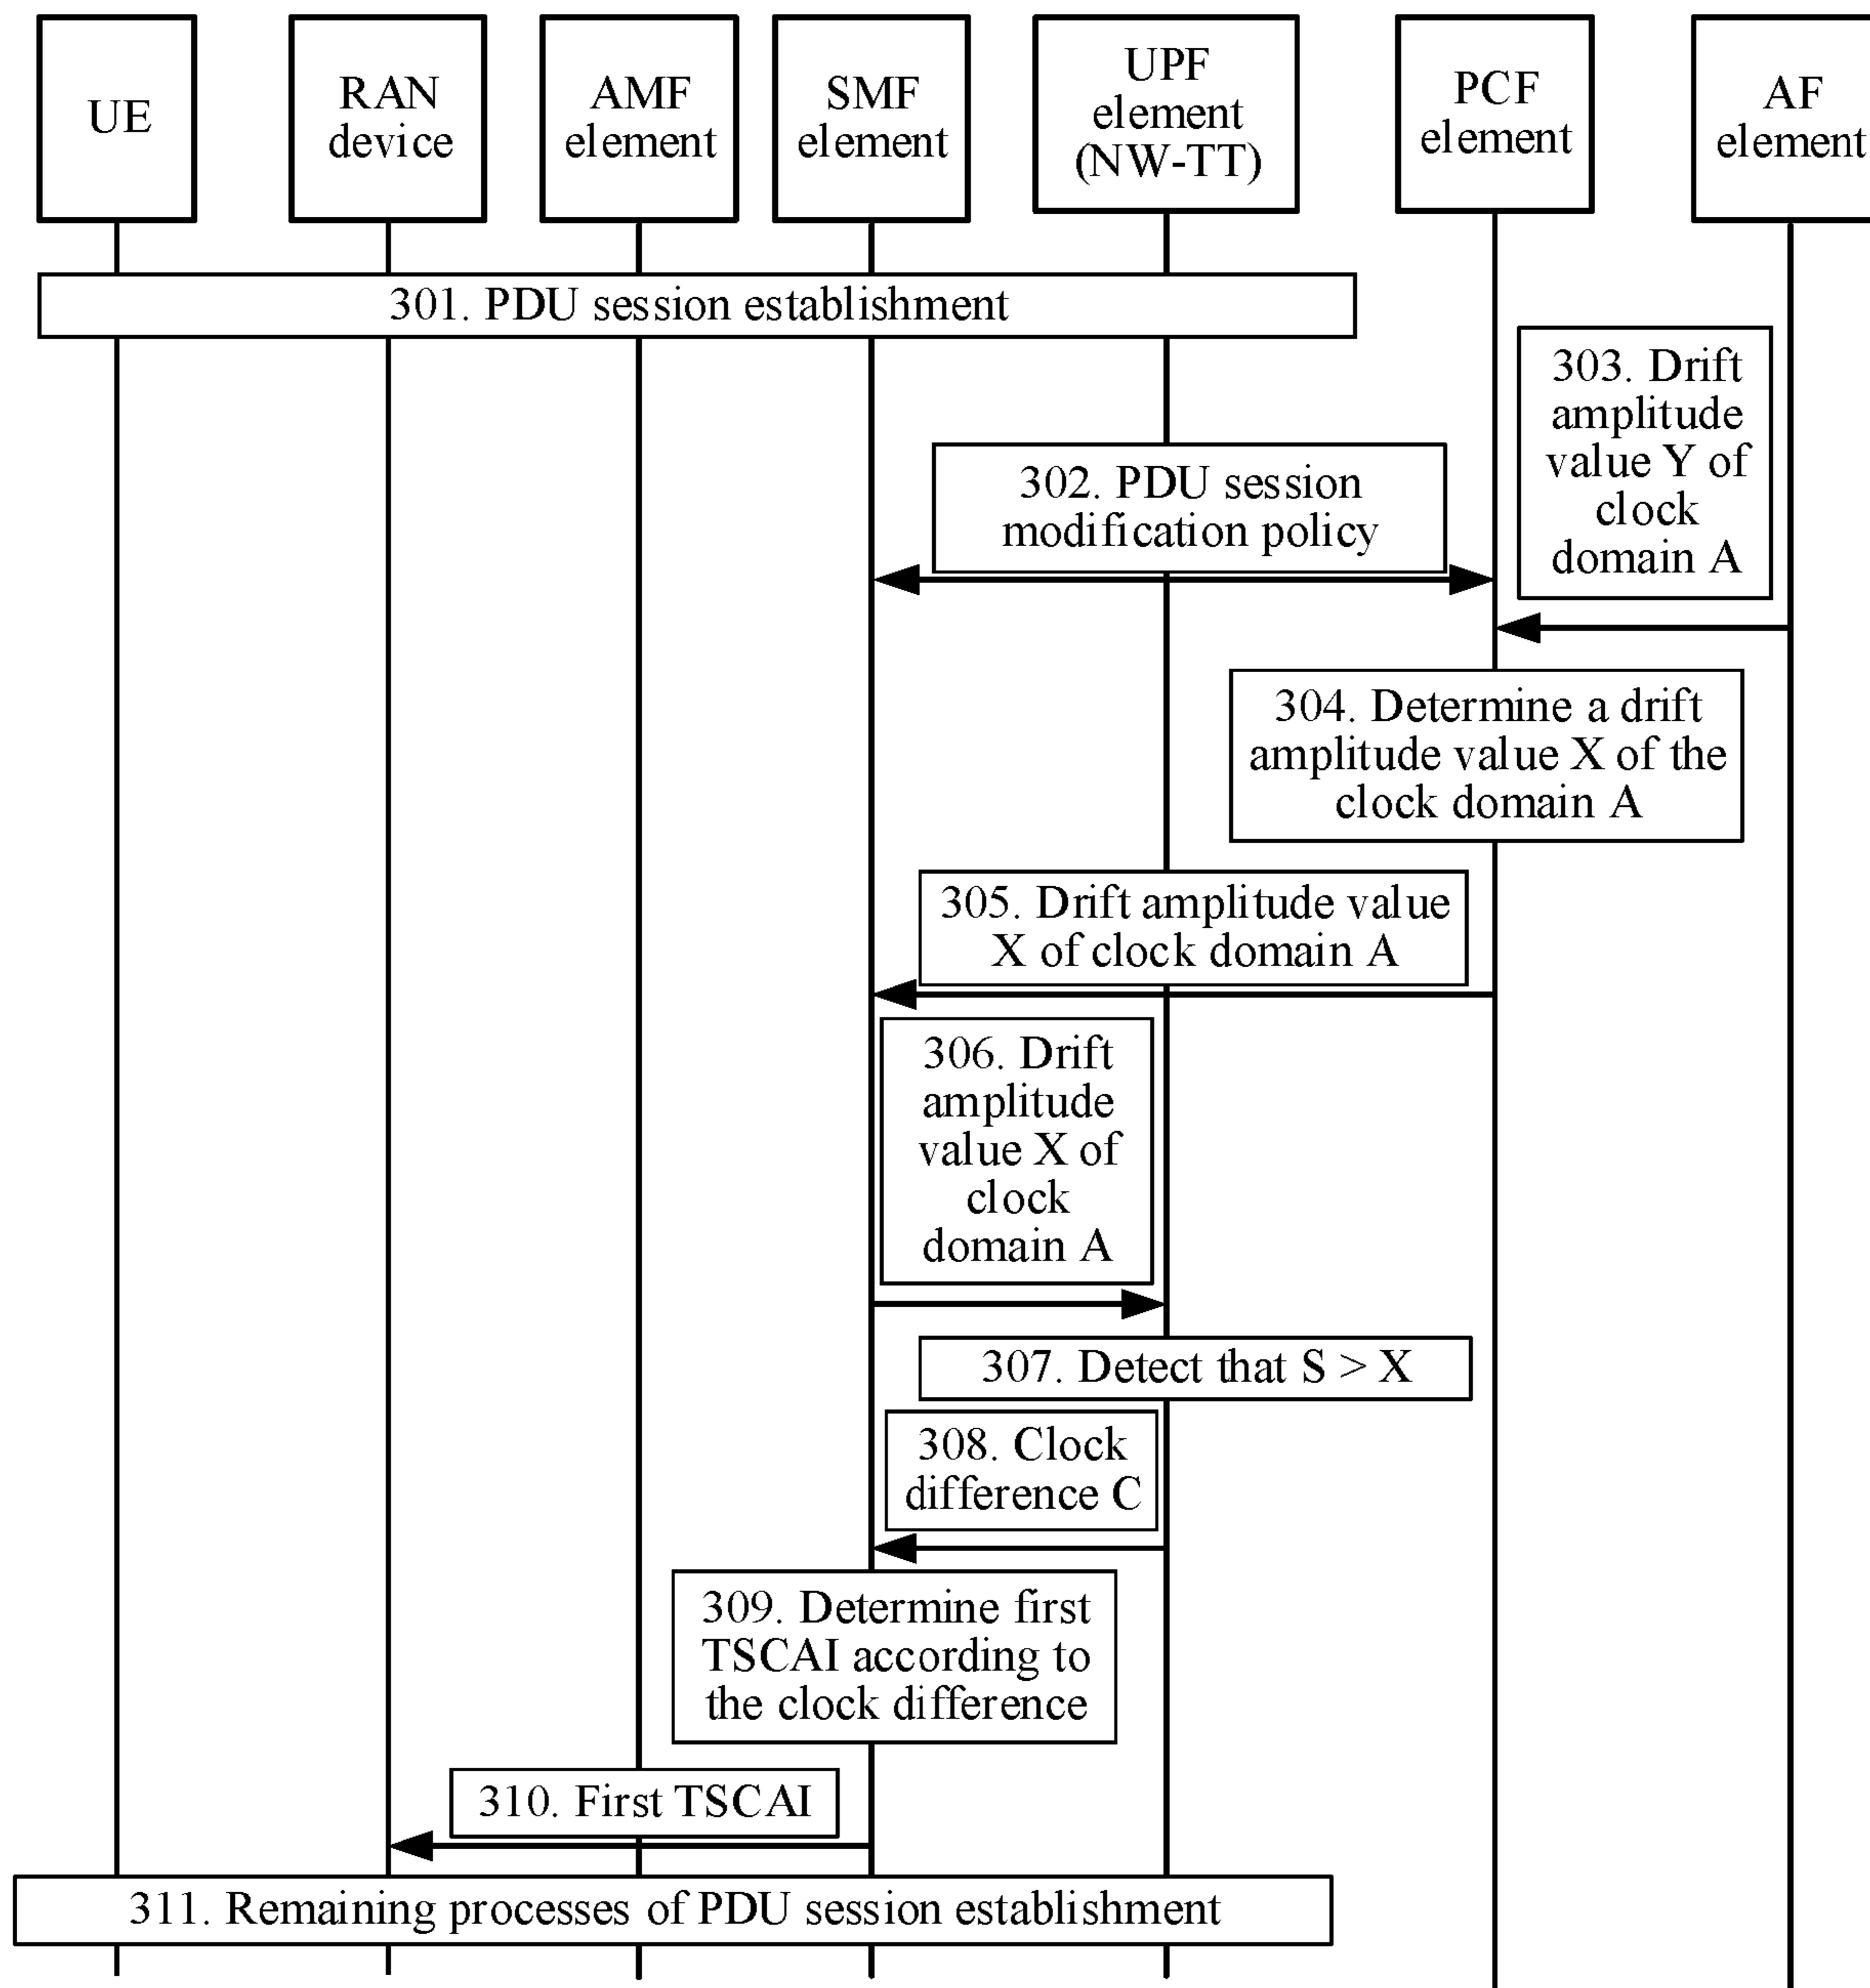 UE
RAN
device
AMF
element
SMF
element
UPF
element
(NW-TT)
PCF
element
AF
element
301. PDU session establishment
302. PDU session
modification policy
303. Drift
amplitude
value Y of
clock
domain A
304. Determine a drift
amplitude value X of the
clock domain A
305. Drift amplitude value
X of clock domain A
306. Drift
amplitude
value X of
clock
domain A
307. Detect that S > X
308. Clock
difference C
309. Determine first
TSCAI according to
the clock difference
310. First TSCAI
311. Remaining processes of PDU session establishment